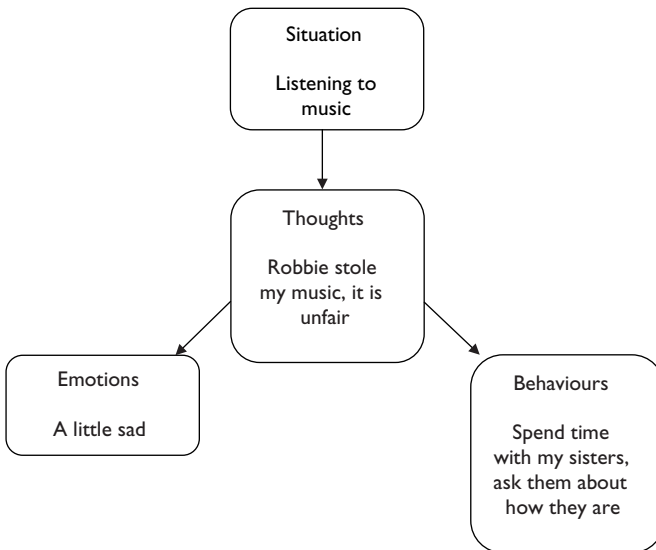 Situation
Listening to
music
Thoughts
Robbie stole
my music, it is
unfair
Emotions
A little sad
Behaviours
Spend time
with my sisters,
ask them about
how they are